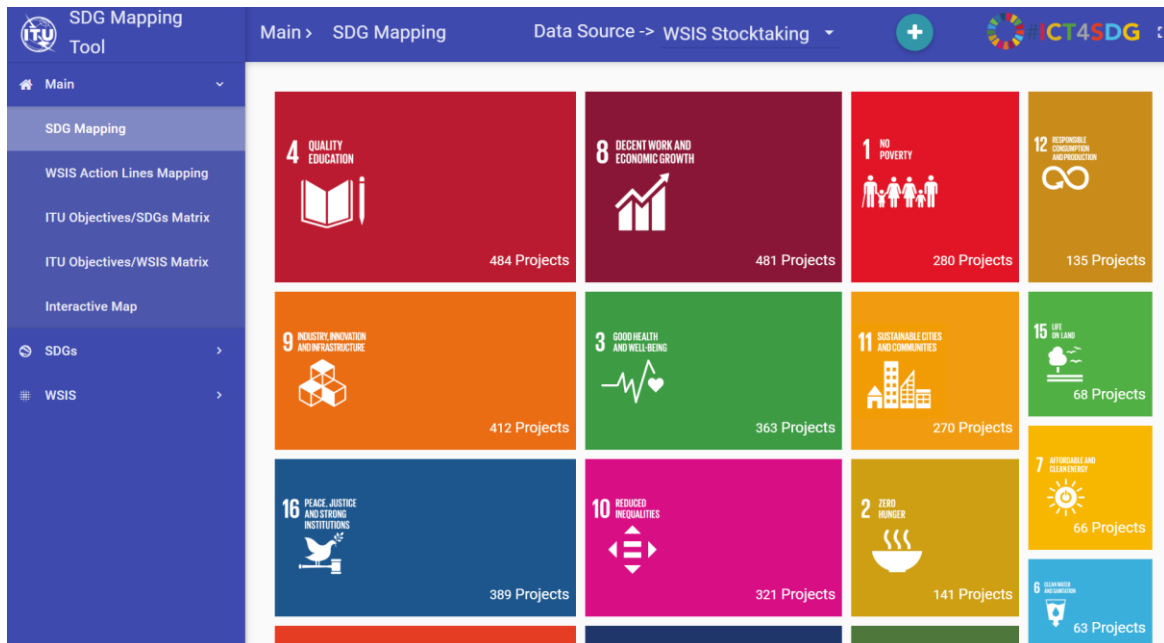 SDG Mapping
Tool
Main › SDG Mapping
Data Source -> WSIS Stocktaking
+
#ICT4SDG
Main
SDG Mapping
WSIS Action Lines Mapping
ITU Objectives/SDGs Matrix
ITU Objectives/WSIS Matrix
Interactive Map
SDGs
WSIS
4 QUALITY
EDUCATION
484 Projects
8 DECENT WORK AND
ECONOMIC GROWTH
481 Projects
1 NO
POVERTY
280 Projects
12 RESPONSIBLE
CONSUMPTION
AND PRODUCTION
135 Projects
9 INDUSTRY, INNOVATION
AND INFRASTRUCTURE
412 Projects
3 GOOD HEALTH
AND WELL-BEING
363 Projects
11 SUSTAINABLE CITIES
AND COMMUNITIES
270 Projects
15 LIFE
ON LAND
68 Projects
7 AFFORDABLE AND
CLEAN ENERGY
66 Projects
16 PEACE, JUSTICE
AND STRONG
INSTITUTIONS
389 Projects
10 REDUCED
INEQUALITIES
321 Projects
2 ZERO
HUNGER
141 Projects
6 CLEAN WATER
AND SANITATION
63 Projects
ITU